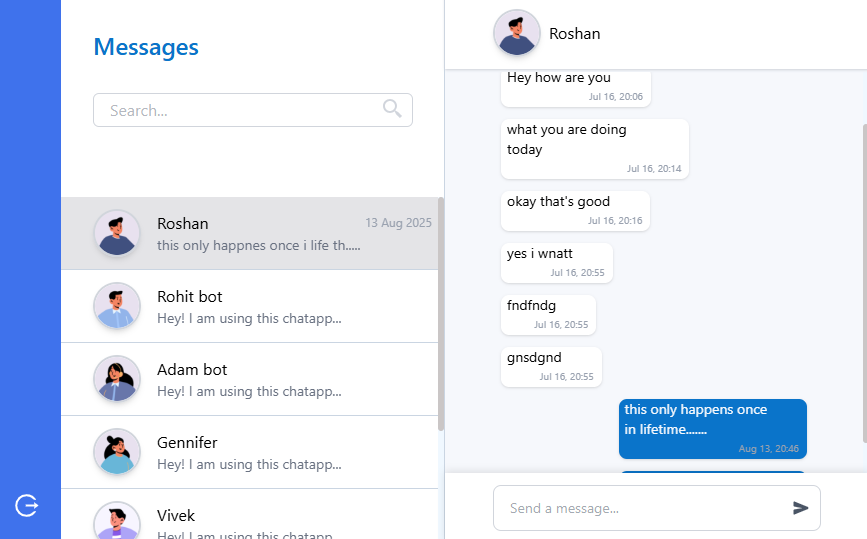 Messages
Search...
Roshan
13 Aug 2025
this only happnes once i life th.....
Rohit bot
Hey! I am using this chatapp...
Adam bot
Hey! I am using this chatapp...
Gennifer
Hey! I am using this chatapp...
Vivek
Hey! I am using this chatapp...
Roshan
Hey how are you
Jul 16, 20:06
what you are doing
today
Jul 16, 20:14
okay that's good
Jul 16, 20:16
yes i wnatt
Jul 16, 20:55
fndfndg
Jul 16, 20:55
gnsdgnd
Jul 16, 20:55
this only happens once
in lifetime.......
Aug 13, 20:46
Send a message...